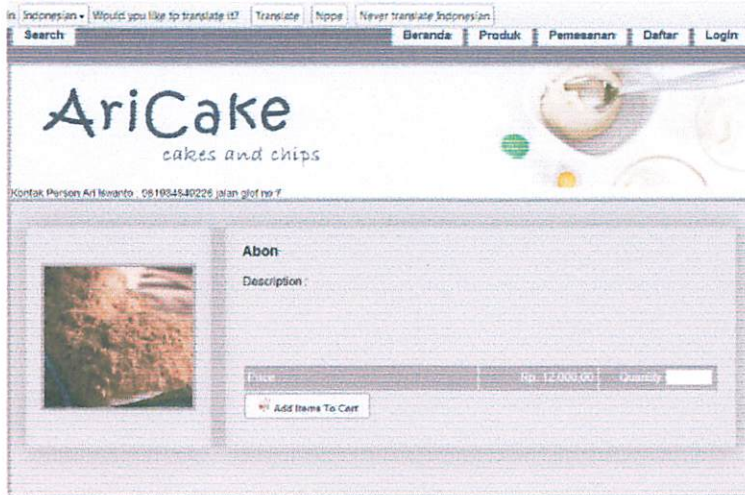 Indonesian Would you like to translate it? Translate Nope Never translate Indonesian
Search Beranda Produk Pemesanan Daftar Login
AriCake
cakes and chips
Kontak Person Ari Iswanto : 081934840226 jalan glof no 7
Abon
Description :
Price Rp. 12,000.00 Quantity
Add Items To Cart